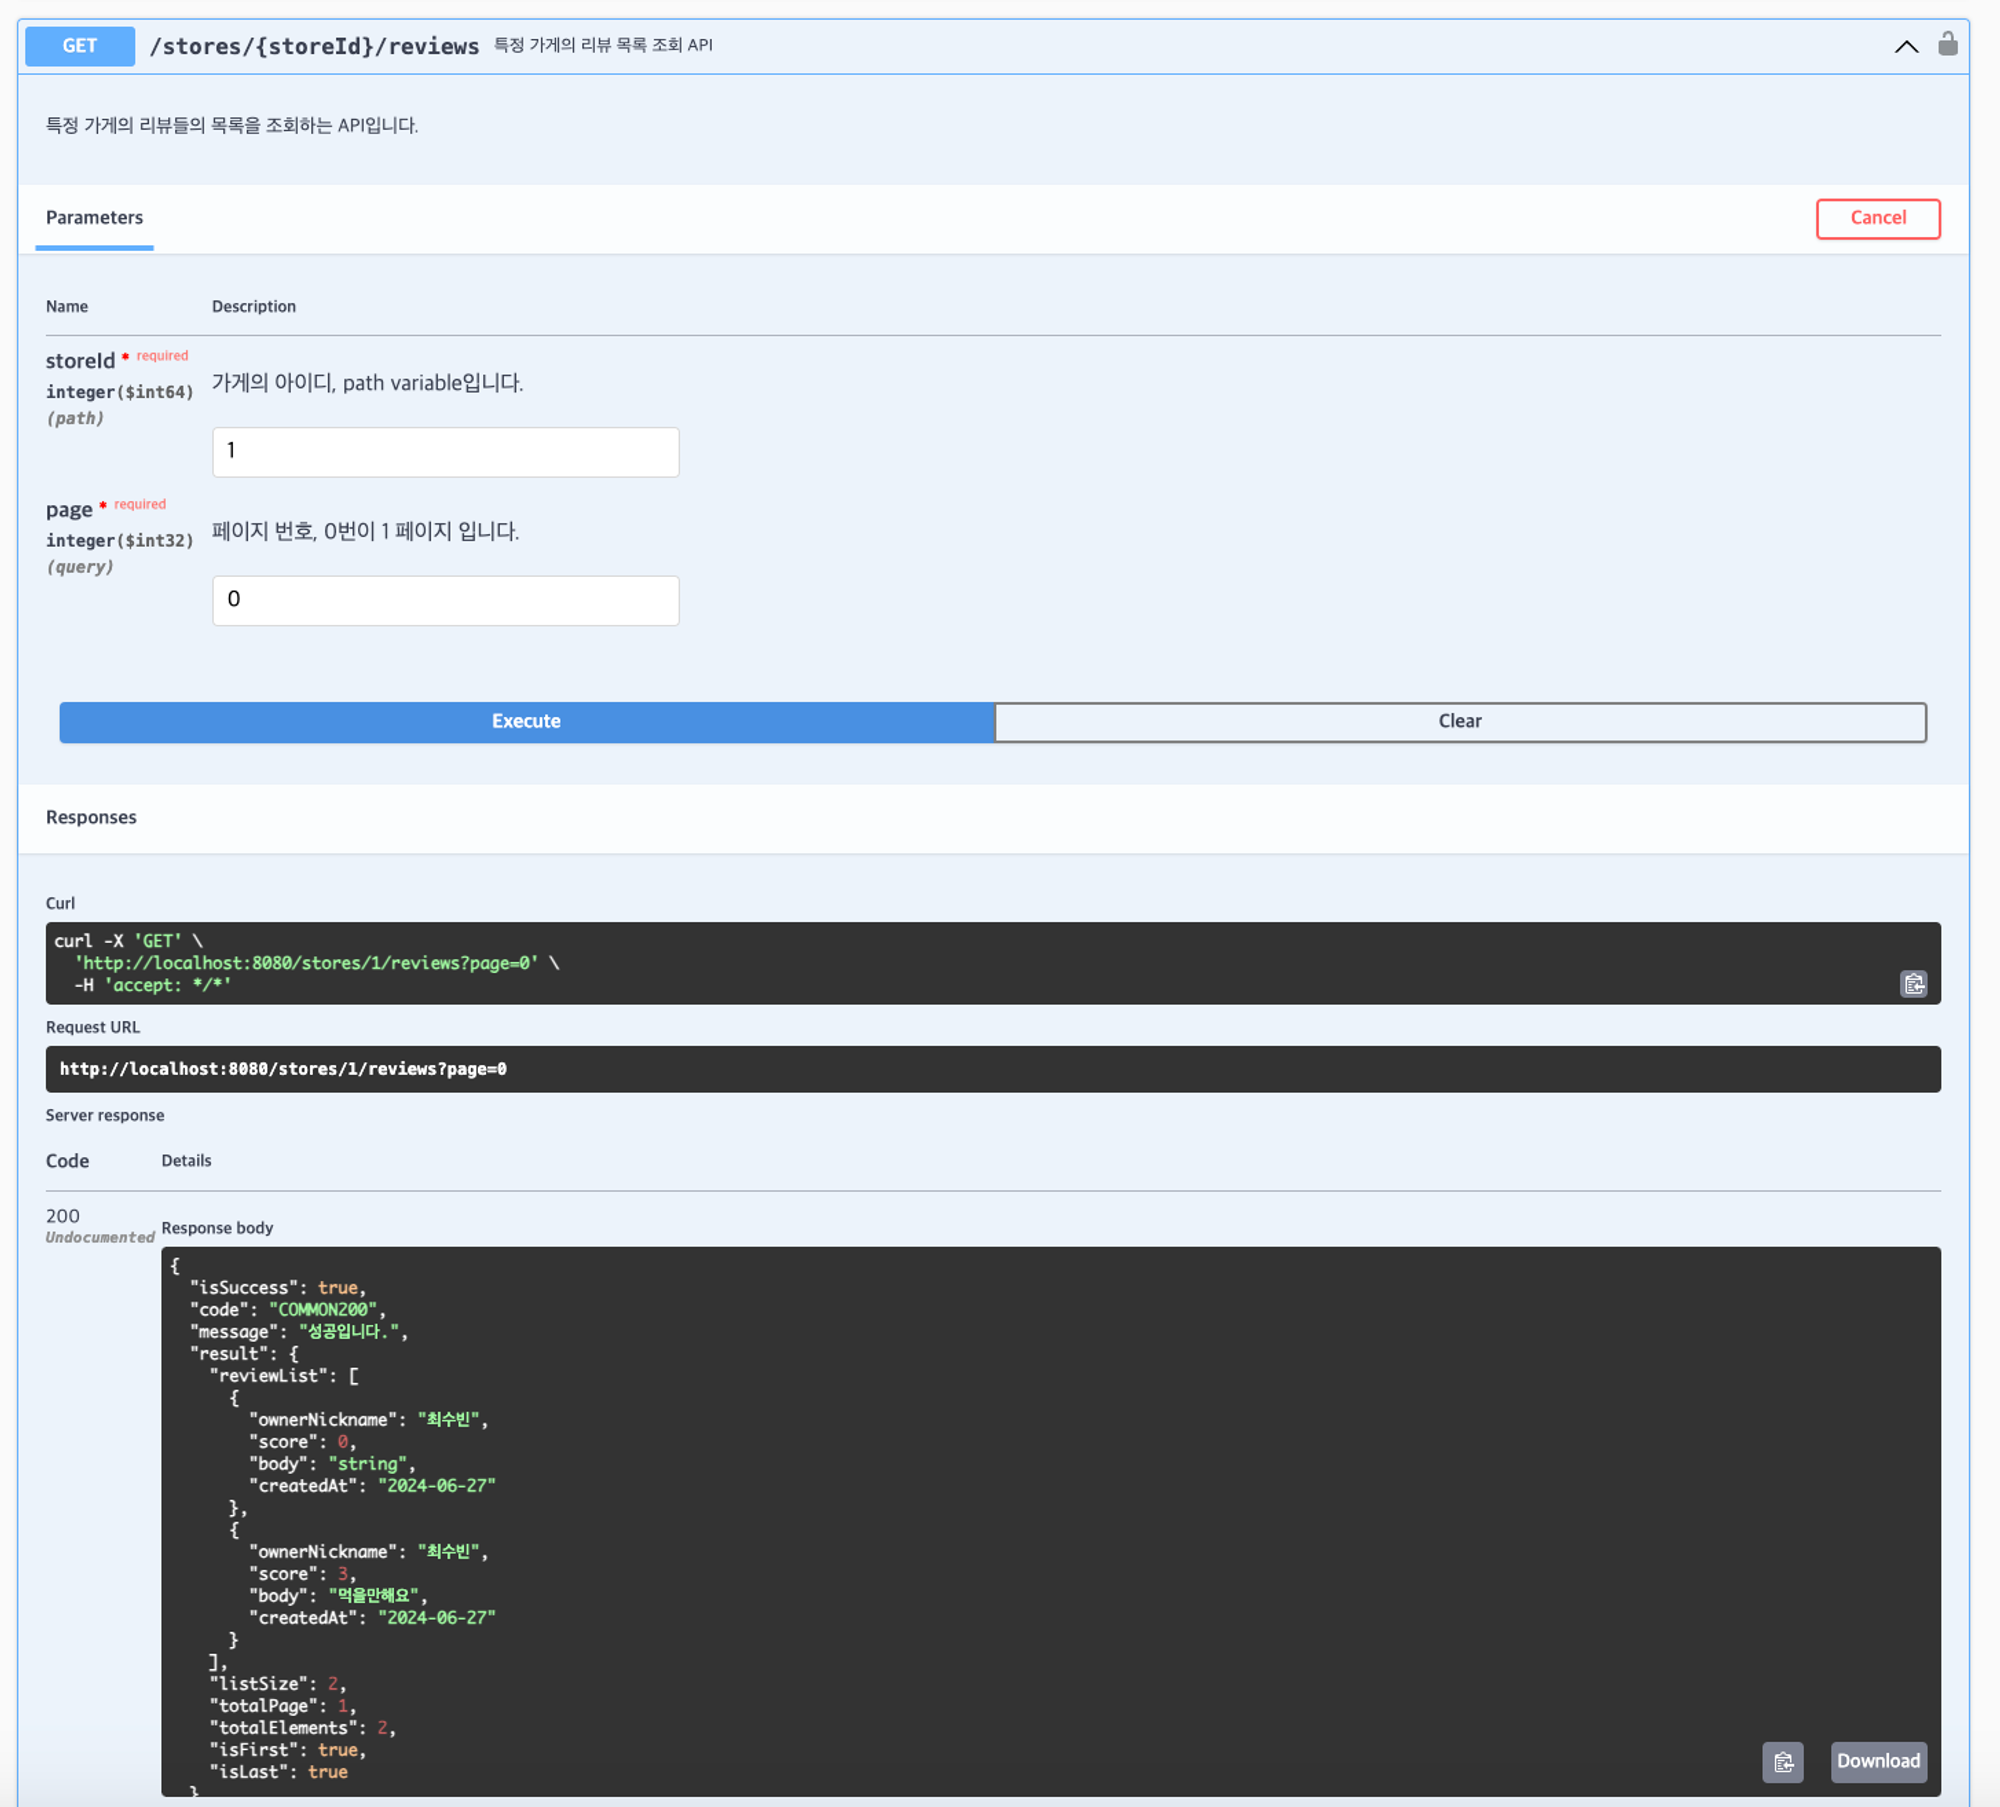 GET /stores/{storeId}/reviews 특정 가게의 리뷰 목록 조회 API
특정 가게의 리뷰들의 목록을 조회하는 API입니다.
Parameters
Cancel
Name Description
storeId * required
integer($int64)
(path)
가게의 아이디, path variable입니다.
1
page * required
integer($int32)
(query)
페이지 번호, 0번이 1 페이지 입니다.
0
Execute
Clear
Responses
Curl
curl -X 'GET' \
  'http://localhost:8080/stores/1/reviews?page=0' \
  -H 'accept: */*'
Request URL
http://localhost:8080/stores/1/reviews?page=0
Server response
Code Details
200
Undocumented
Response body
{
  "isSuccess": true,
  "code": "COMMON200",
  "message": "성공입니다.",
  "result": {
    "reviewList": [
      {
        "ownerNickname": "최수빈",
        "score": 0,
        "body": "string",
        "createdAt": "2024-06-27"
      },
      {
        "ownerNickname": "최수빈",
        "score": 3,
        "body": "먹을만해요",
        "createdAt": "2024-06-27"
      }
    ],
    "listSize": 2,
    "totalPage": 1,
    "totalElements": 2,
    "isFirst": true,
    "isLast": true
  }
Download